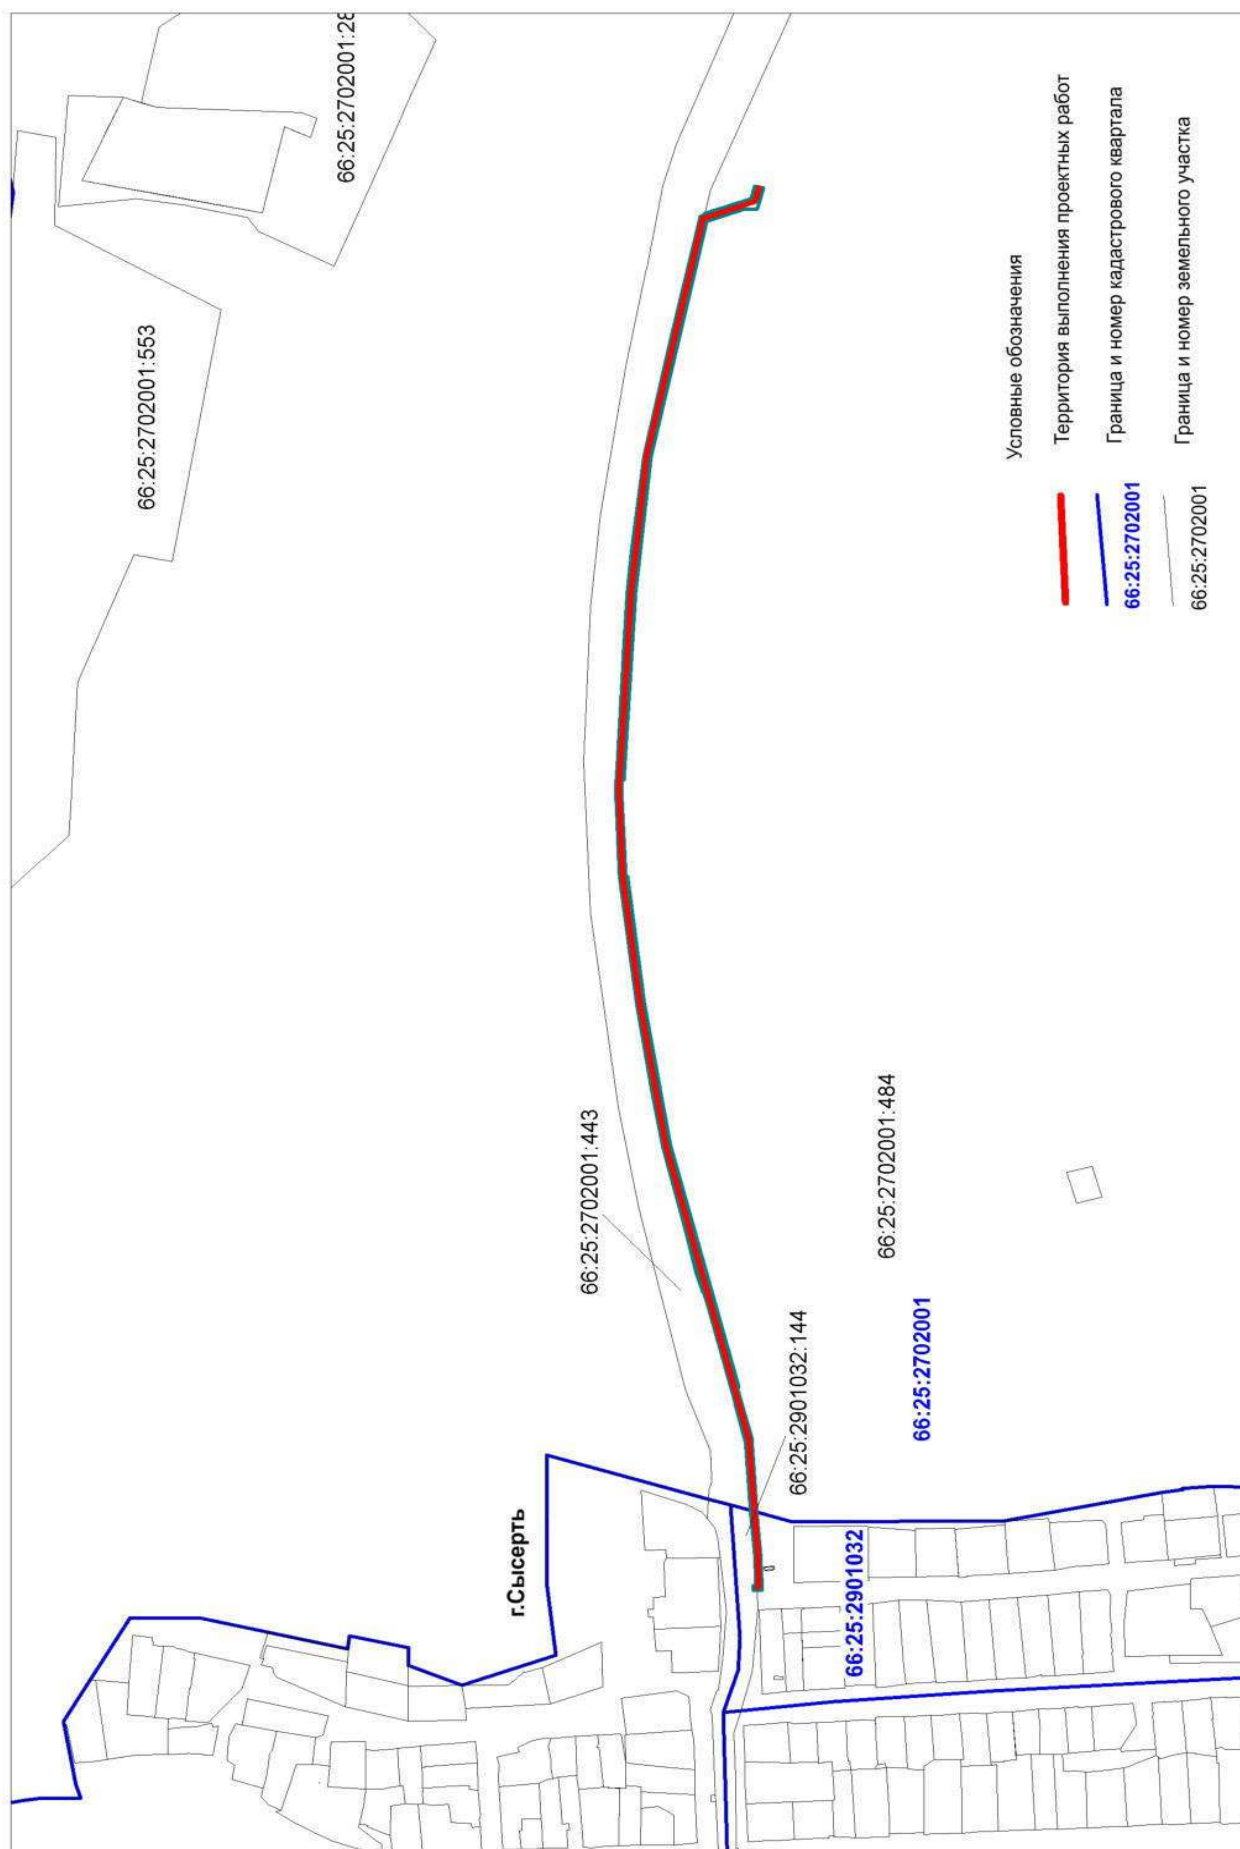 66:25:2702001:28
66:25:2702001:553
66:25:2702001:443
г.Сысерть
66:25:2901032:144
66:25:2702001:484
66:25:2702001
66:25:2901032
Условные обозначения
Территория выполнения проектных работ
Граница и номер кадастрового квартала
66:25:2702001
Граница и номер земельного участка
66:25:2702001